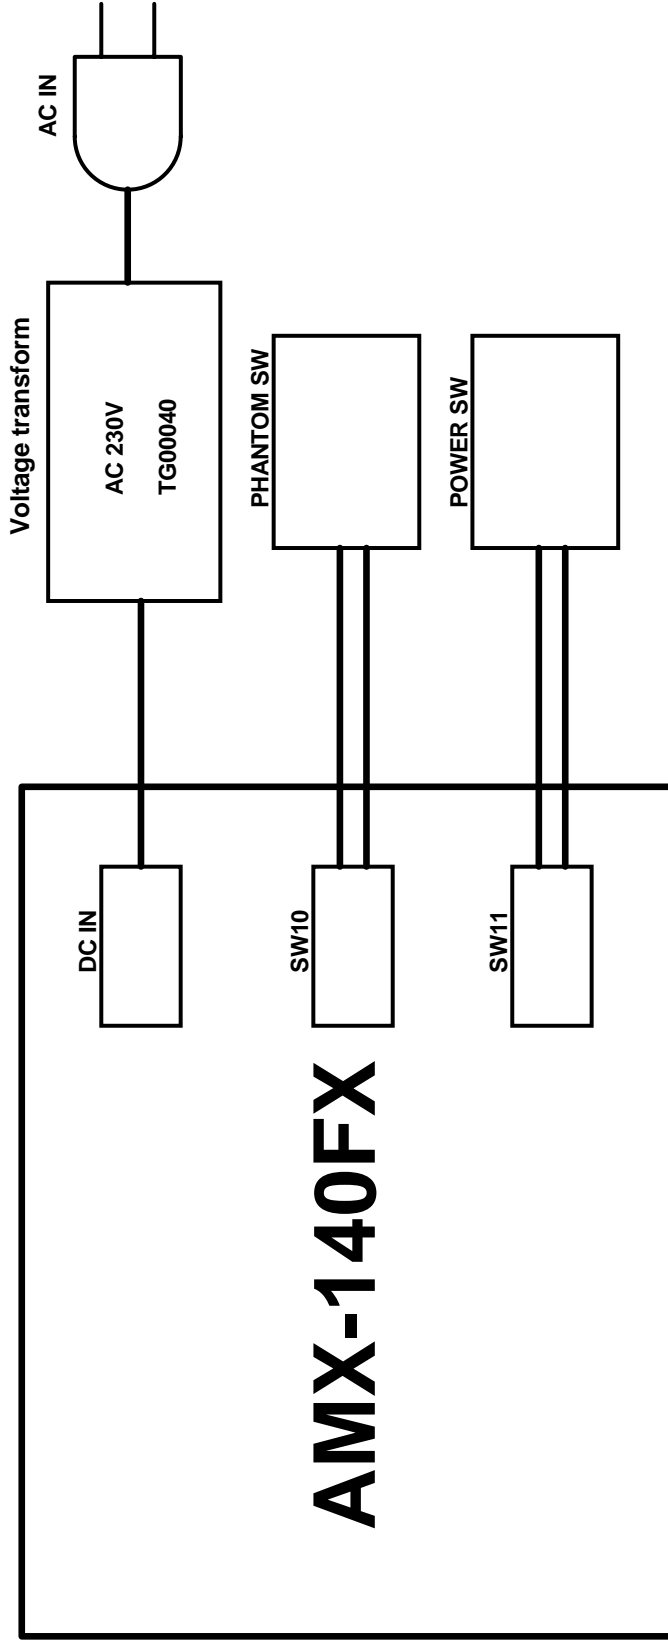 AC IN
Voltage transform
AC 230V
TG00040
PHANTOM SW
POWER SW
DC IN
SW10
SW11
AMX-140FX